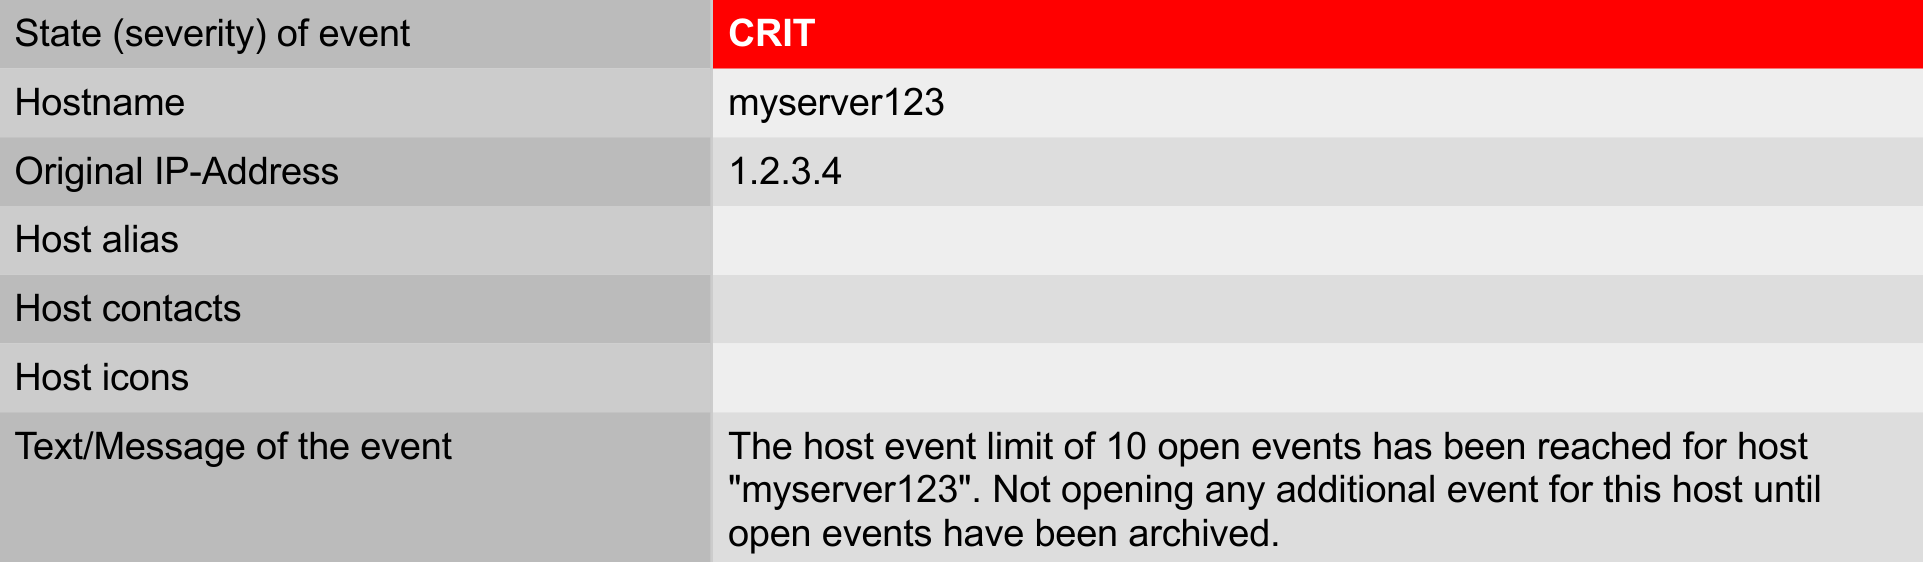 State (severity) of event CRIT
Hostname myserver123
Original IP-Address 1.2.3.4
Host alias
Host contacts
Host icons
Text/Message of the event The host event limit of 10 open events has been reached for host
"myserver123". Not opening any additional event for this host until
open events have been archived.